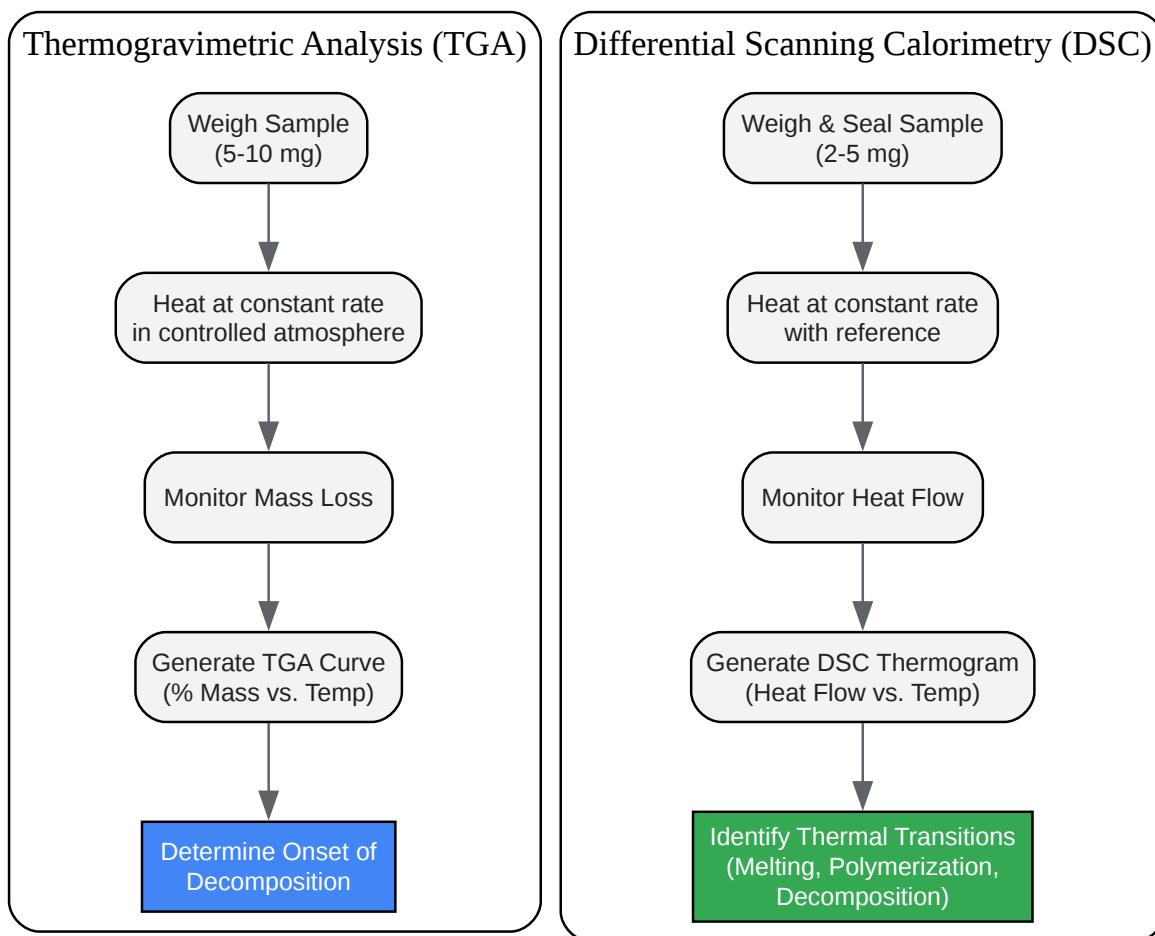 Thermogravimetric Analysis (TGA)
Weigh Sample
(5-10 mg)
Heat at constant rate
in controlled atmosphere
Monitor Mass Loss
Generate TGA Curve
(% Mass vs. Temp)
Determine Onset of
Decomposition
Differential Scanning Calorimetry (DSC)
Weigh & Seal Sample
(2-5 mg)
Heat at constant rate
with reference
Monitor Heat Flow
Generate DSC Thermogram
(Heat Flow vs. Temp)
Identify Thermal Transitions
(Melting, Polymerization,
Decomposition)